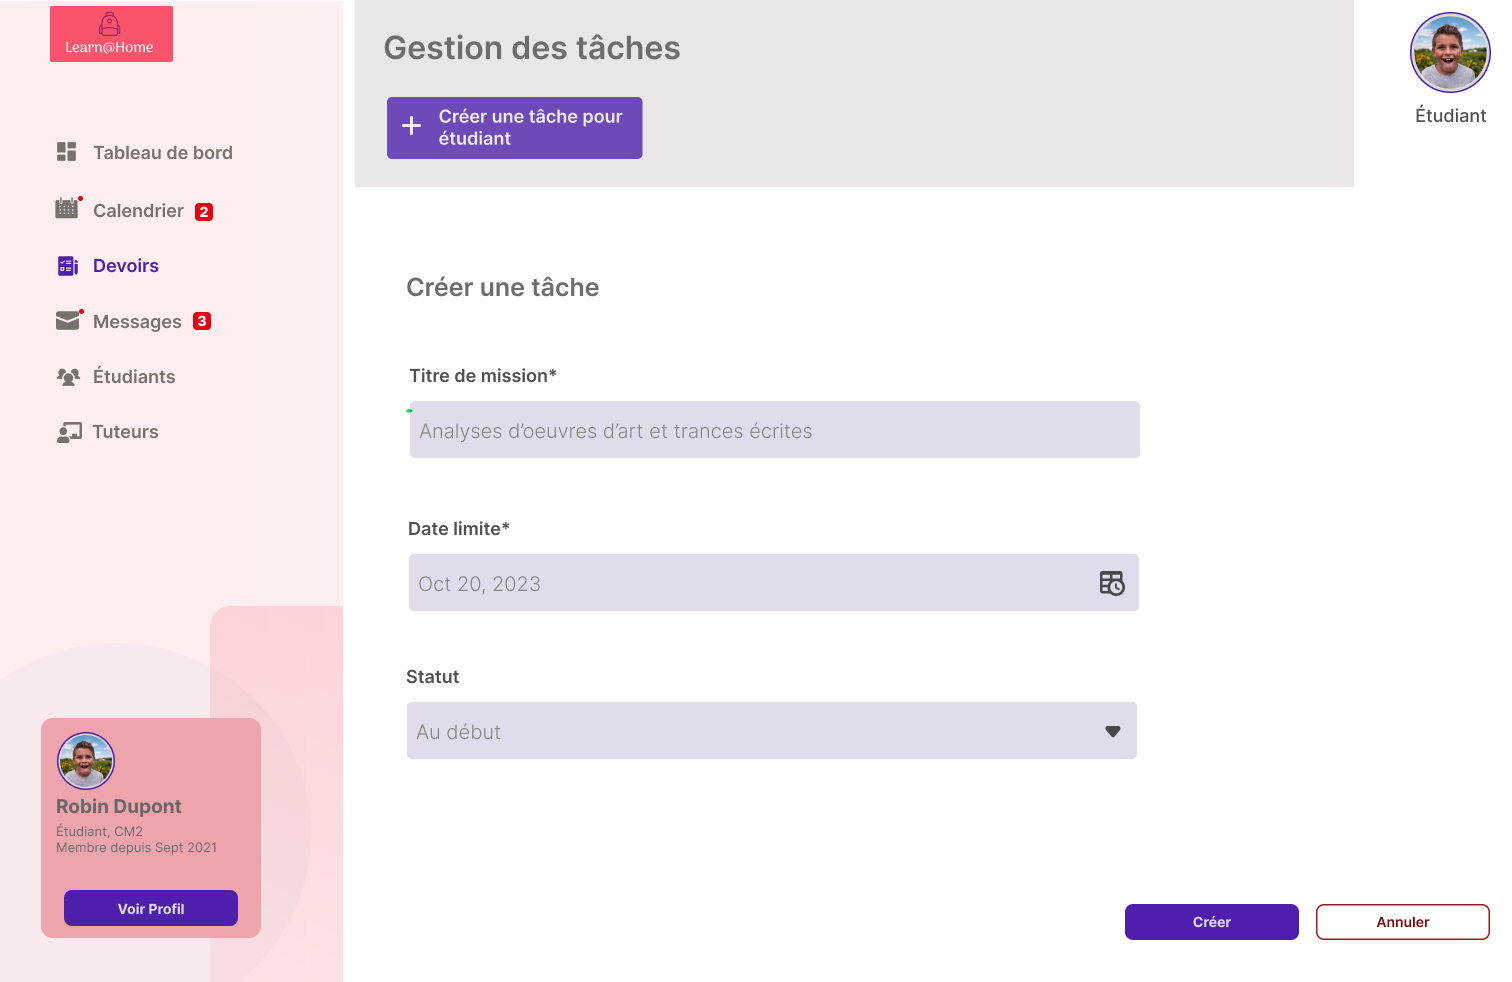 Learn@Home
Tableau de bord
Calendrier 2
Devoirs
Messages 3
Étudiants
Tuteurs
Robin Dupont
Étudiant, CM2
Membre depuis Sept 2021
Voir Profil
Gestion des tâches
Créer une tâche pour
étudiant
Étudiant
Créer une tâche
Titre de mission*
Analyses d’oeuvres d’art et trances écrites
Date limite*
Oct 20, 2023
Statut
Au début
Créer
Annuler